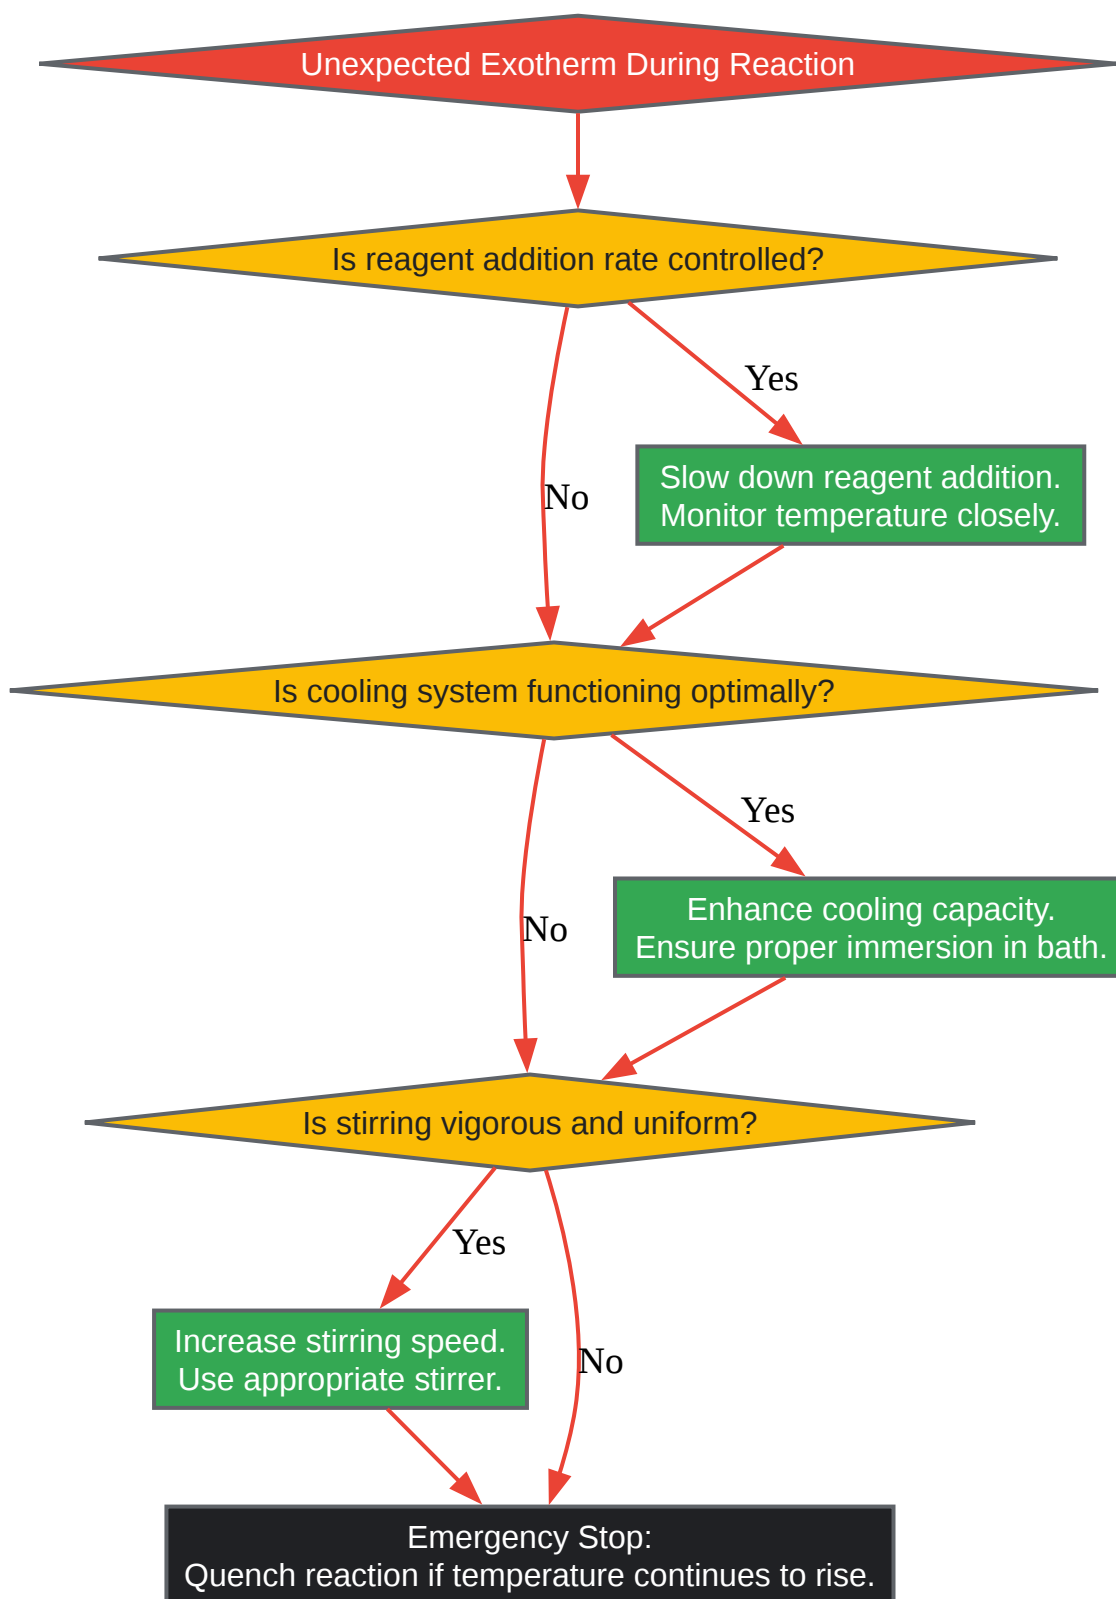 Unexpected Exotherm During Reaction
Is reagent addition rate controlled?
Yes
Slow down reagent addition.
Monitor temperature closely.
No
Is cooling system functioning optimally?
Yes
Enhance cooling capacity.
Ensure proper immersion in bath.
No
Is stirring vigorous and uniform?
Yes
Increase stirring speed.
Use appropriate stirrer.
No
Emergency Stop:
Quench reaction if temperature continues to rise.